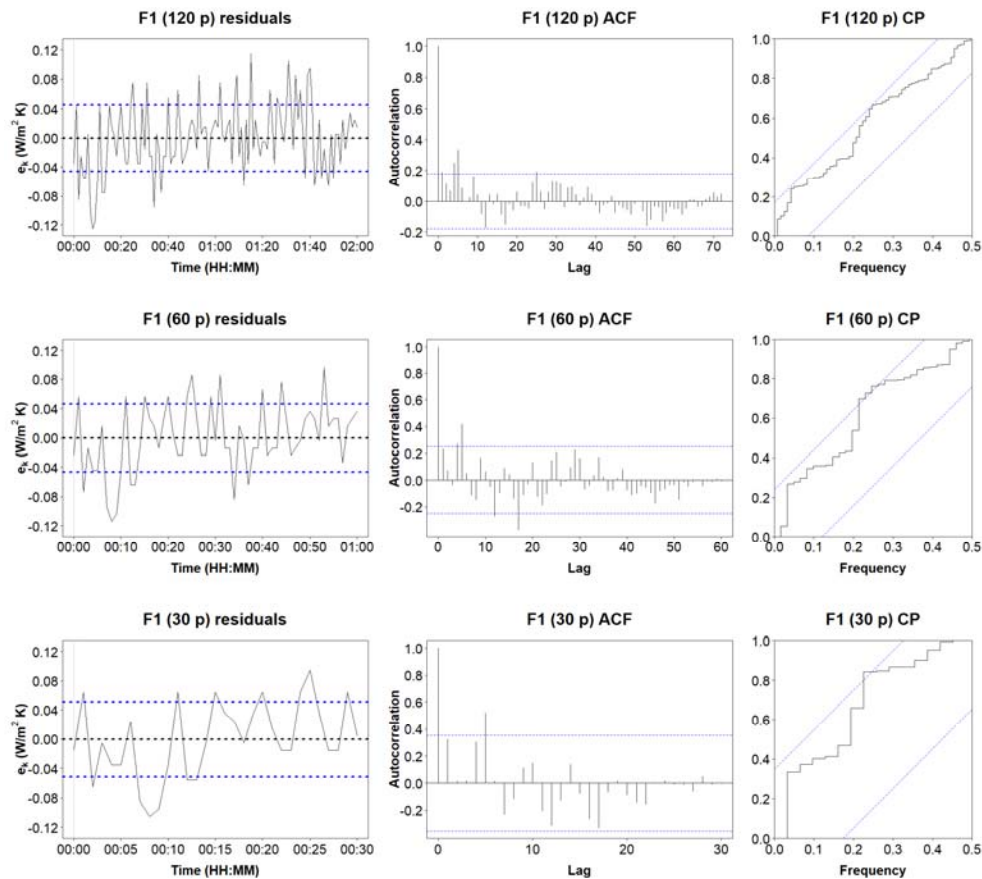 F1 (120 p) residuals
F1 (120 p) ACF
F1 (120 p) CP
0.12
0.08
0.04
0.00
-0.04
-0.08
-0.12
e_k (W/m² K)
00:00 00:20 00:40 01:00 01:20 01:40 02:00
Time (HH:MM)
1.0
0.8
0.6
0.4
0.2
0.0
-0.2
Autocorrelation
0 10 20 30 40 50 60 70
Lag
1.0
0.8
0.6
0.4
0.2
0.0
0.0 0.1 0.2 0.3 0.4 0.5
Frequency
F1 (60 p) residuals
F1 (60 p) ACF
F1 (60 p) CP
0.12
0.08
0.04
0.00
-0.04
-0.08
-0.12
e_k (W/m² K)
00:00 00:10 00:20 00:30 00:40 00:50 01:00
Time (HH:MM)
1.0
0.8
0.6
0.4
0.2
0.0
-0.2
Autocorrelation
0 10 20 30 40 50 60
Lag
1.0
0.8
0.6
0.4
0.2
0.0
0.0 0.1 0.2 0.3 0.4 0.5
Frequency
F1 (30 p) residuals
F1 (30 p) ACF
F1 (30 p) CP
0.12
0.08
0.04
0.00
-0.04
-0.08
-0.12
e_k (W/m² K)
00:00 00:05 00:10 00:15 00:20 00:25 00:30
Time (HH:MM)
1.0
0.8
0.6
0.4
0.2
0.0
-0.2
Autocorrelation
0 10 20 30
Lag
1.0
0.8
0.6
0.4
0.2
0.0
0.0 0.1 0.2 0.3 0.4 0.5
Frequency